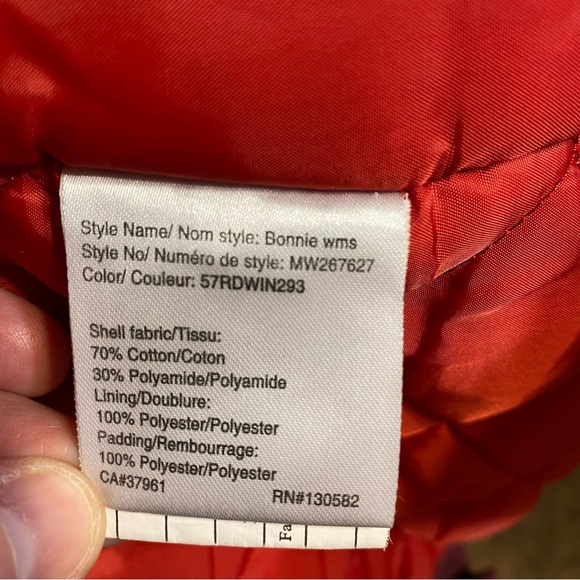 Style Name/ Nom style: Bonnie wms
Style No/ Numéro de style: MW267627
Color/ Couleur: 57RDWIN293
Shell fabric/Tissu:
70% Cotton/Coton
30% Polyamide/Polyamide
Lining/Doublure:
100% Polyester/Polyester
Padding/Rembourrage:
100% Polyester/Polyester
CA#37961 RN#130582
Fa